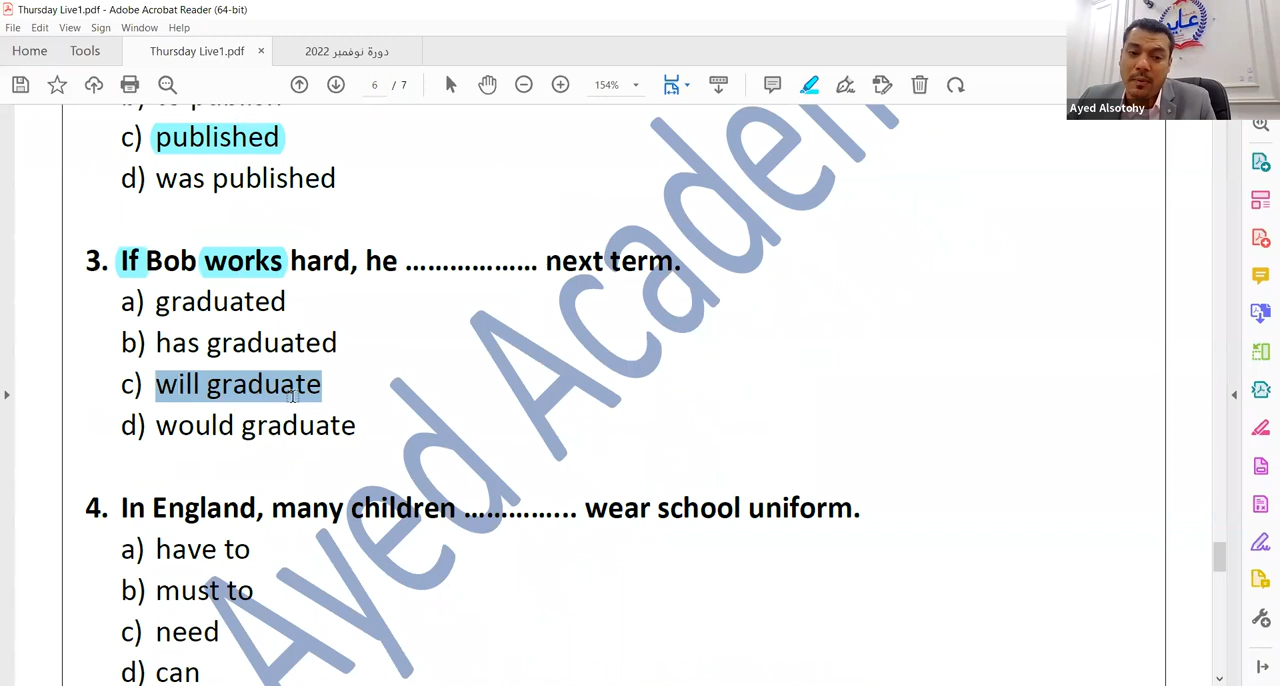 Thursday Live1.pdf - Adobe Acrobat Reader (64-bit)
File Edit View Sign Window Help
Home Tools Thursday Live1.pdf × دورة نوفمبر 2022
6 / 7 154%
عايد
Ayed Alsotohy
c) published
d) was published
3. If Bob works hard, he .................. next term.
a) graduated
b) has graduated
c) will graduate
d) would graduate
4. In England, many children ............... wear school uniform.
a) have to
b) must to
c) need
d) can
Ayed Academ